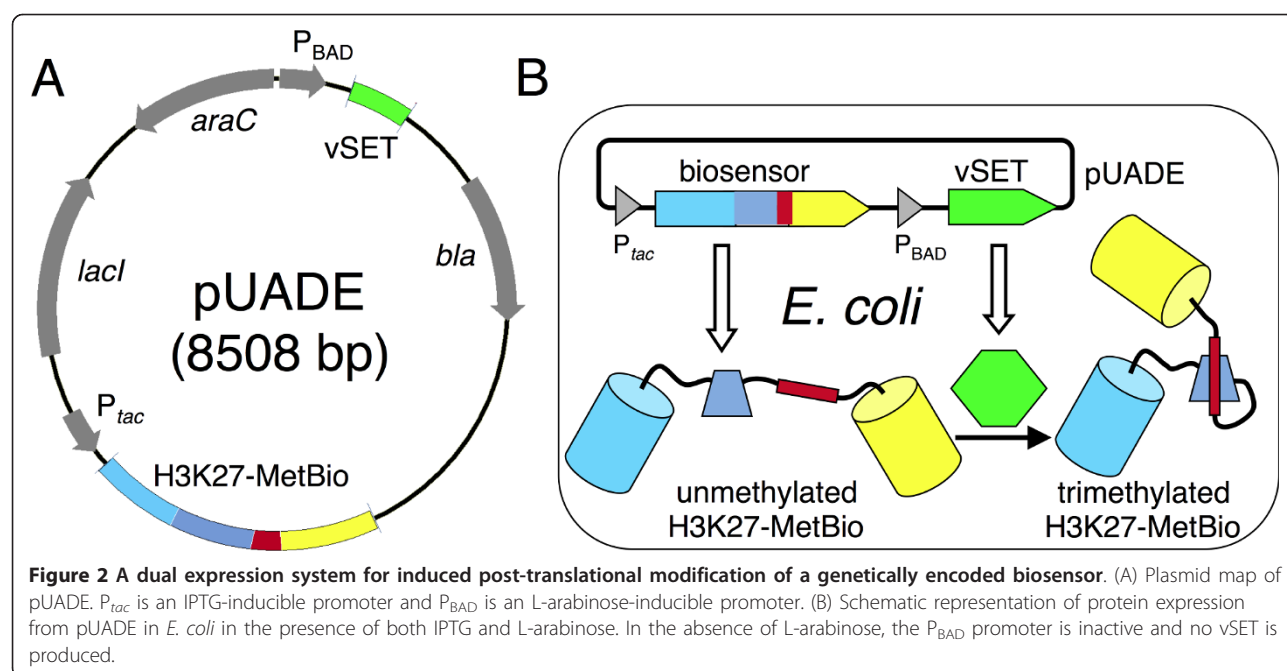 A
P_BAD
araC
vSET
lacI
bla
pUADE
(8508 bp)
P_tac
H3K27-MetBio
B
biosensor
vSET
pUADE
P_tac
P_BAD
E. coli
unmethylated
H3K27-MetBio
trimethylated
H3K27-MetBio
Figure 2 A dual expression system for induced post-translational modification of a genetically encoded biosensor. (A) Plasmid map of
pUADE. P_tac is an IPTG-inducible promoter and P_BAD is an L-arabinose-inducible promoter. (B) Schematic representation of protein expression
from pUADE in E. coli in the presence of both IPTG and L-arabinose. In the absence of L-arabinose, the P_BAD promoter is inactive and no vSET is
produced.